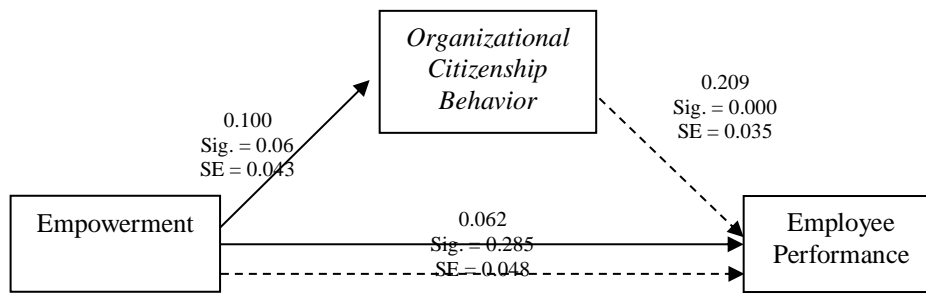 Organizational
Citizenship
Behavior
0.209
Sig. = 0.000
SE = 0.035
0.100
Sig. = 0.06
SE = 0.043
Empowerment
0.062
Sig. = 0.285
SE = 0.048
Employee
Performance